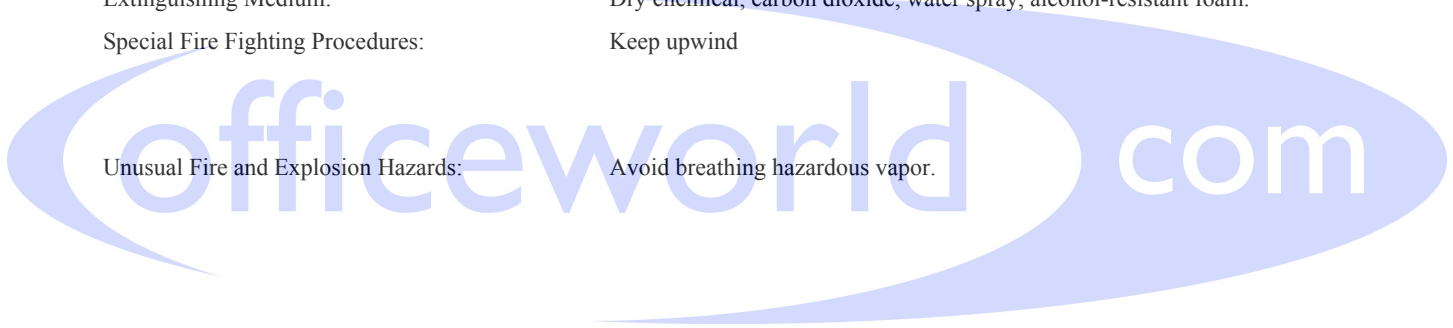 Extinguishing Medium: Dry chemical, carbon dioxide, water spray, alcohol-resistant foam.
Special Fire Fighting Procedures: Keep upwind
officeworld com
Unusual Fire and Explosion Hazards: Avoid breathing hazardous vapor.